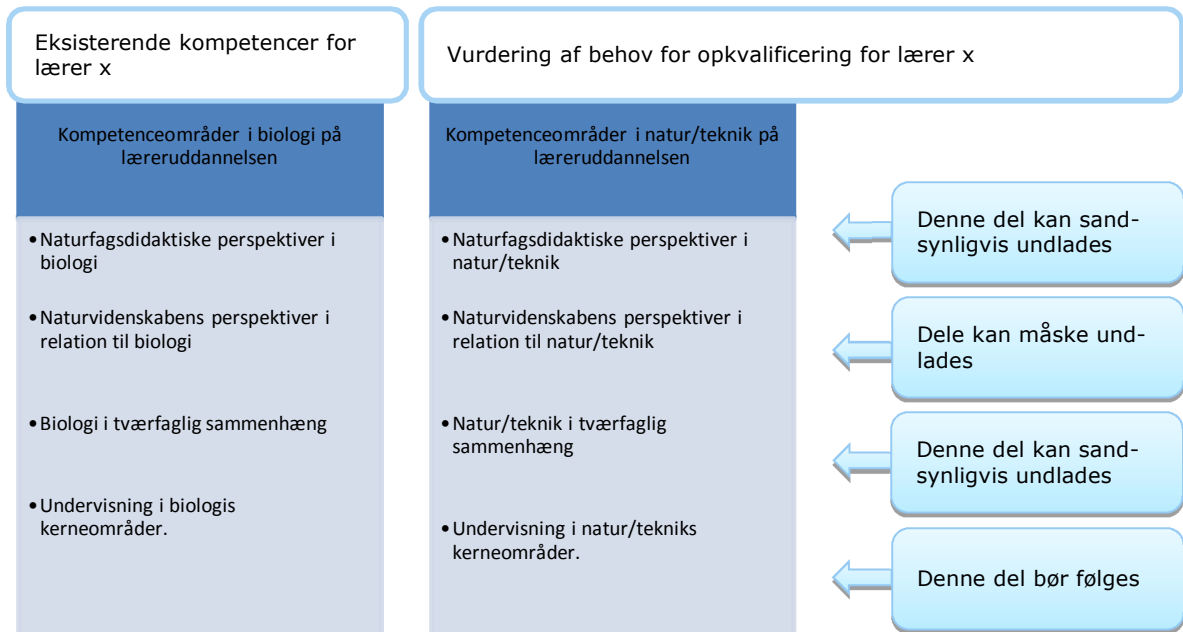 Eksisterende kompetencer for
lærer x
Vurdering af behov for opkvalificering for lærer x
Kompetenceområder i biologi på
læreruddannelsen
•Naturfagsdidaktiske perspektiver i
biologi
•Naturvidenskabens perspektiver i
relation til biologi
•Biologi i tværfaglig sammenhæng
•Undervisning i biologis
kerneområder.
Kompetenceområder i natur/teknik på
læreruddannelsen
•Naturfagsdidaktiske perspektiver i
natur/teknik
•Naturvidenskabens perspektiver i
relation til natur/teknik
•Natur/teknik i tværfaglig
sammenhæng
•Undervisning i natur/tekniks
kerneområder.
Denne del kan sand-
synligvis undlades
Dele kan måske und-
lades
Denne del kan sand-
synligvis undlades
Denne del bør følges